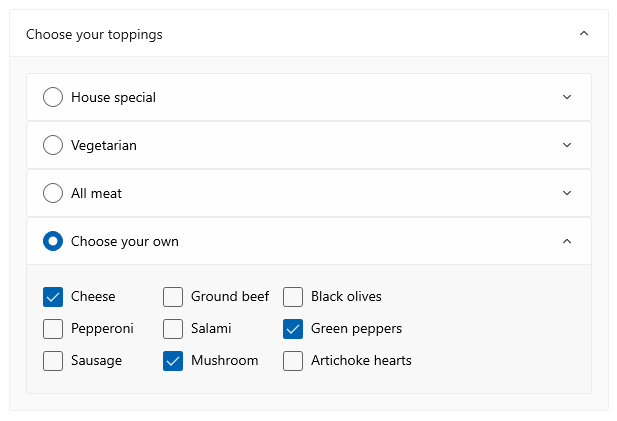 Choose your toppings
House special
Vegetarian
All meat
Choose your own
Cheese Ground beef Black olives
Pepperoni Salami Green peppers
Sausage Mushroom Artichoke hearts